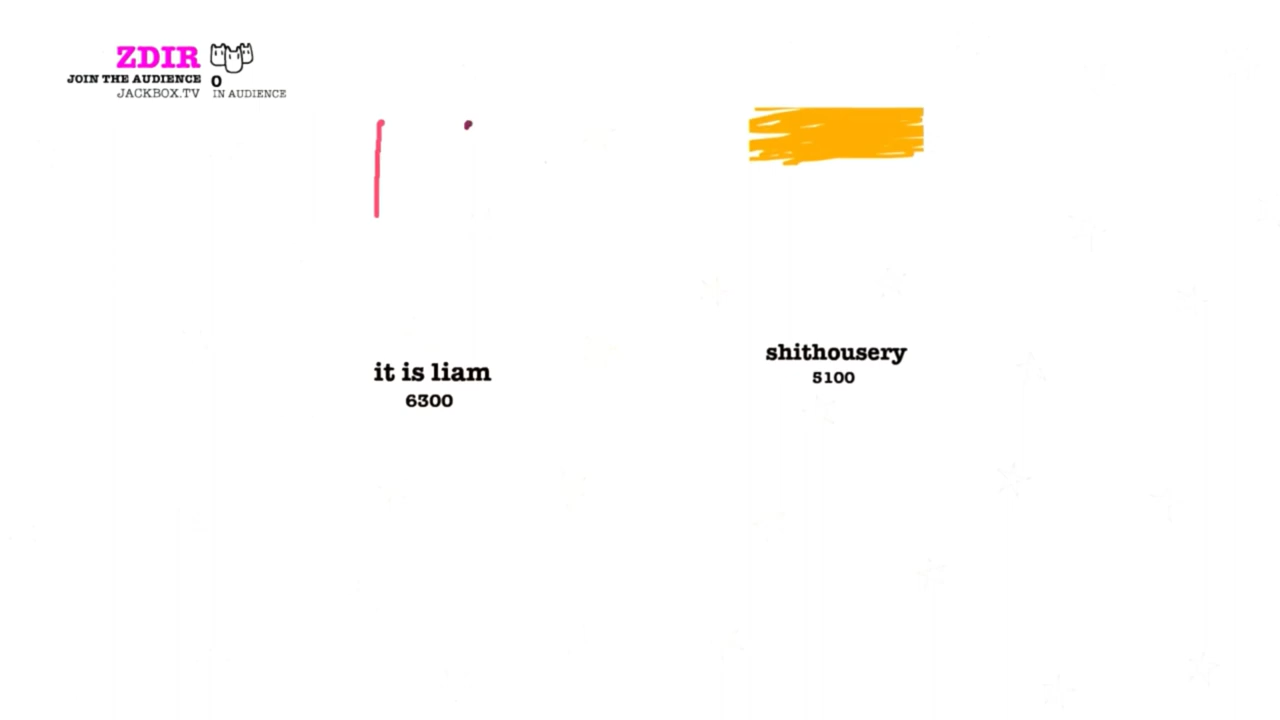 ZDIR
JOIN THE AUDIENCE 0
JACKBOX.TV IN AUDIENCE
it is liam
6300
shithousery
5100